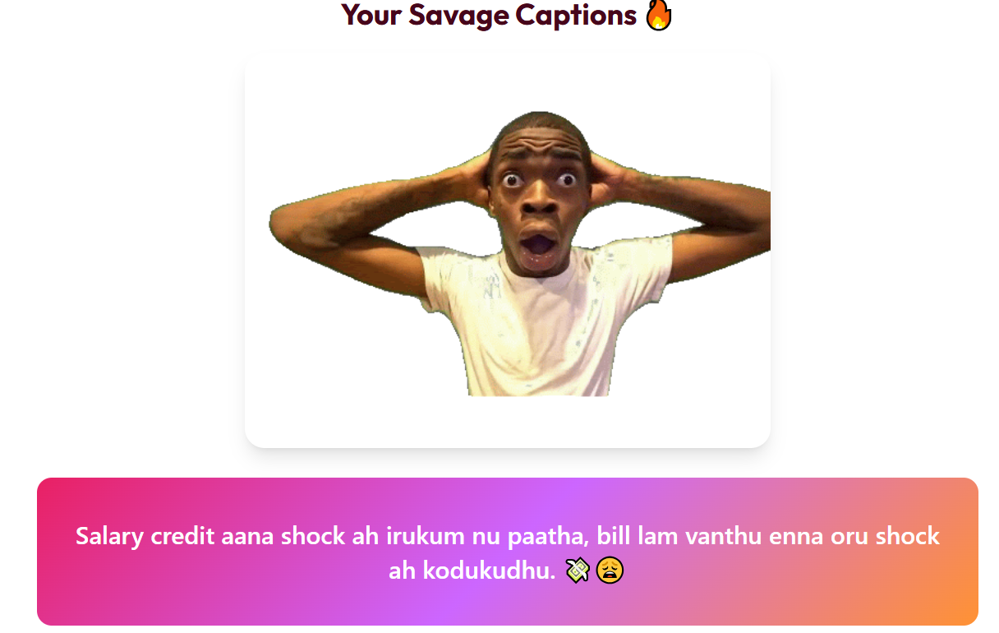 Your Savage Captions 🔥
Salary credit aana shock ah irukum nu paatha, bill lam vanthu enna oru shock
ah kodukudhu. 💸😩